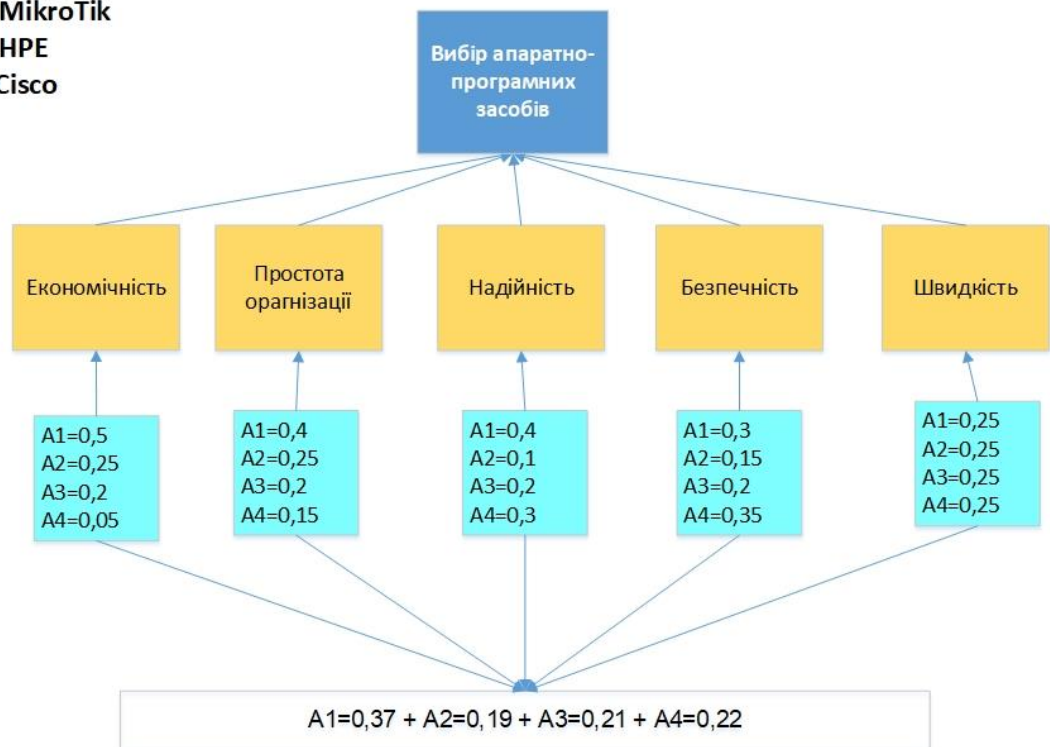 MikroTik
HPE
Cisco
Вибір апаратно-
програмних
засобів
Економічність
Простота
орагнізації
Надійність
Безпечність
Швидкість
A1=0,5
A2=0,25
A3=0,2
A4=0,05
A1=0,4
A2=0,25
A3=0,2
A4=0,15
A1=0,4
A2=0,1
A3=0,2
A4=0,3
A1=0,3
A2=0,15
A3=0,2
A4=0,35
A1=0,25
A2=0,25
A3=0,25
A4=0,25
A1=0,37 + A2=0,19 + A3=0,21 + A4=0,22